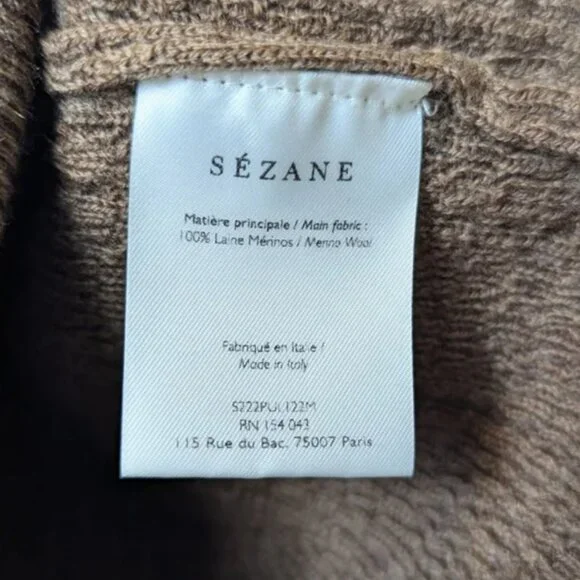 SÉZANE
Matière principale / Main fabric :
100% Laine Mérinos / Merino Wool
Fabriqué en Italie /
Made in Italy
S222PUL122M
RN 154 043
115 Rue du Bac. 75007 Paris